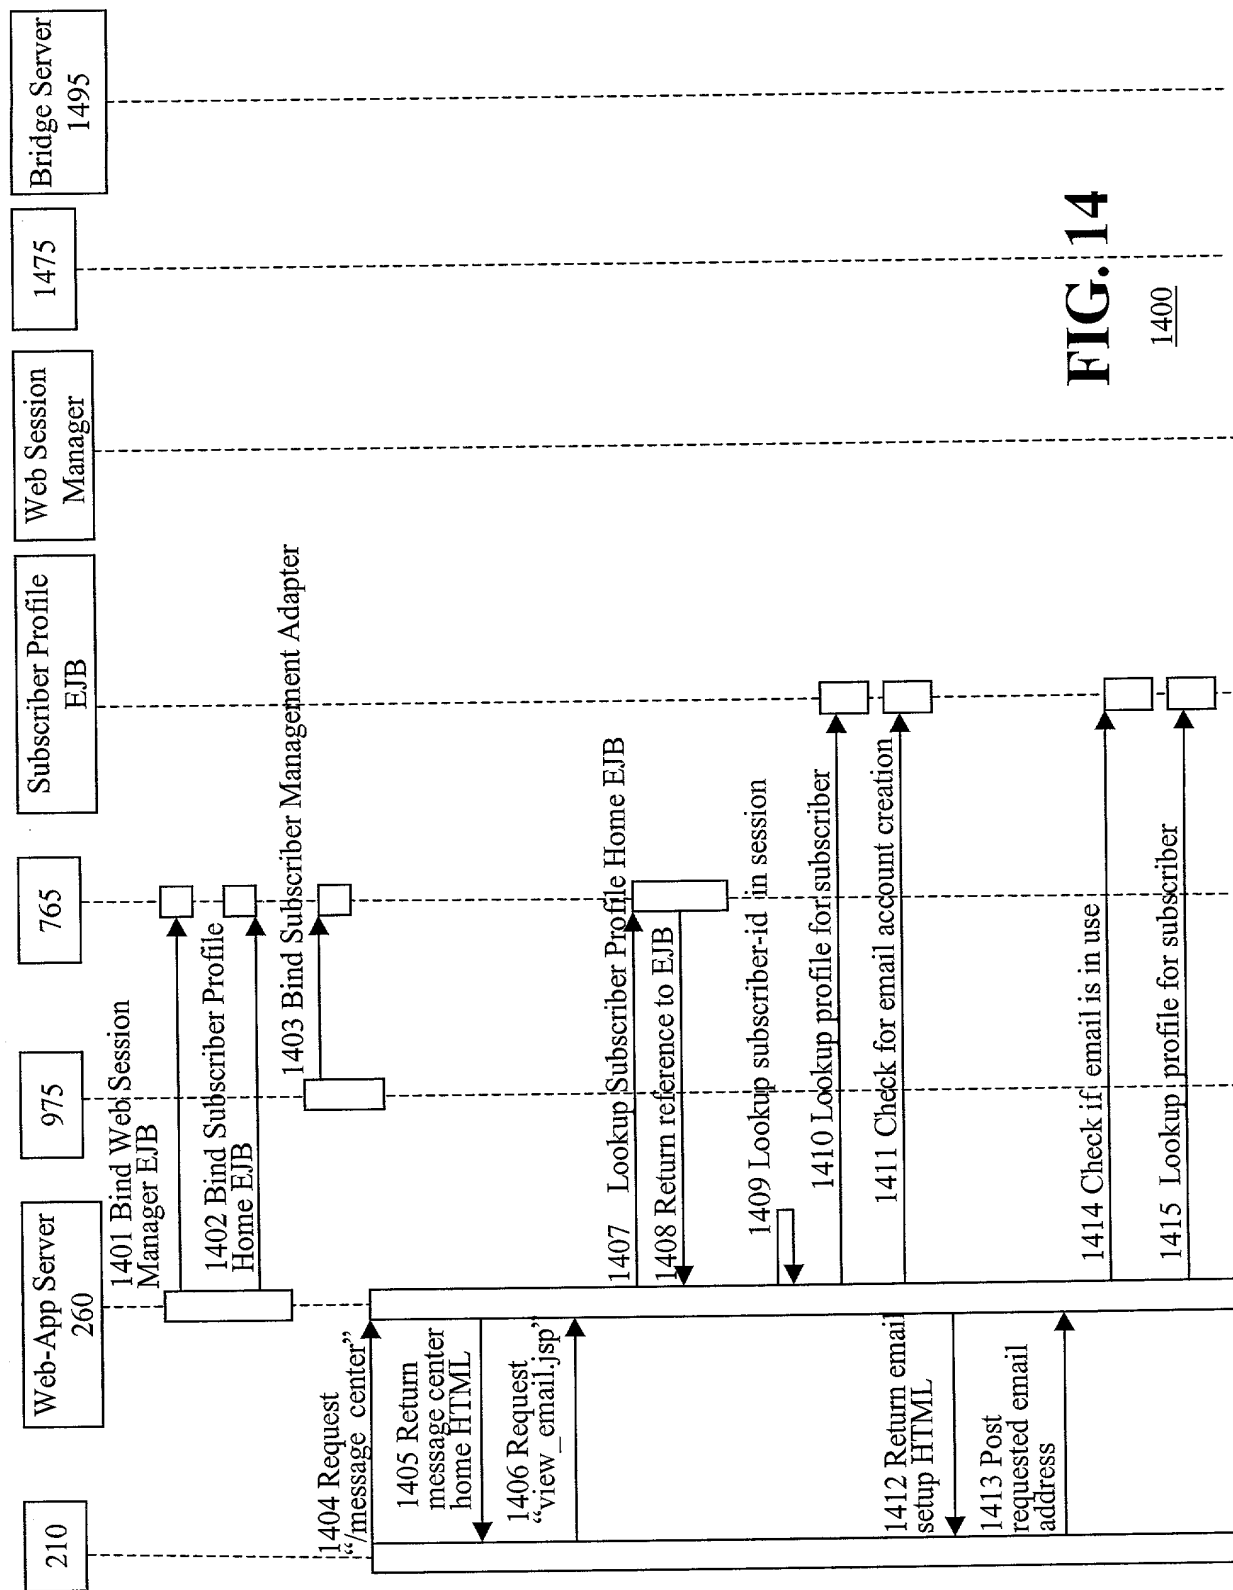 210
Web-App Server
260
975
765
Subscriber Profile
EJB
Web Session
Manager
1475
Bridge Server
1495
1401 Bind Web Session
Manager EJB
1402 Bind Subscriber Profile
Home EJB
1403 Bind Subscriber Management Adapter
1404 Request
“/message center”
1405 Return
message center
home HTML
1406 Request
“view_email.jsp”
1407 Lookup Subscriber Profile Home EJB
1408 Return reference to EJB
1409 Lookup subscriber-id in session
1410 Lookup profile for subscriber
1411 Check for email account creation
1412 Return email
setup HTML
1413 Post
requested email
address
1414 Check if email is in use
1415 Lookup profile for subscriber
FIG. 14
1400